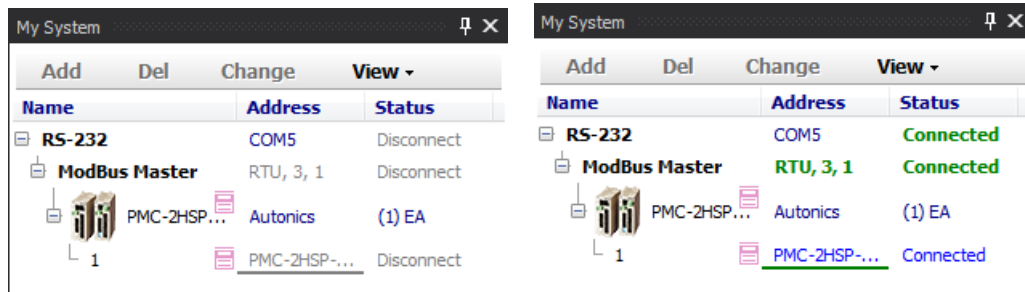 My System
Add Del Change View
Name Address Status
RS-232 COM5 Disconnect
ModBus Master RTU, 3, 1 Disconnect
PMC-2HSP... Autonics (1) EA
1 PMC-2HSP-... Disconnect
My System
Add Del Change View
Name Address Status
RS-232 COM5 Connected
ModBus Master RTU, 3, 1 Connected
PMC-2HSP... Autonics (1) EA
1 PMC-2HSP-... Connected